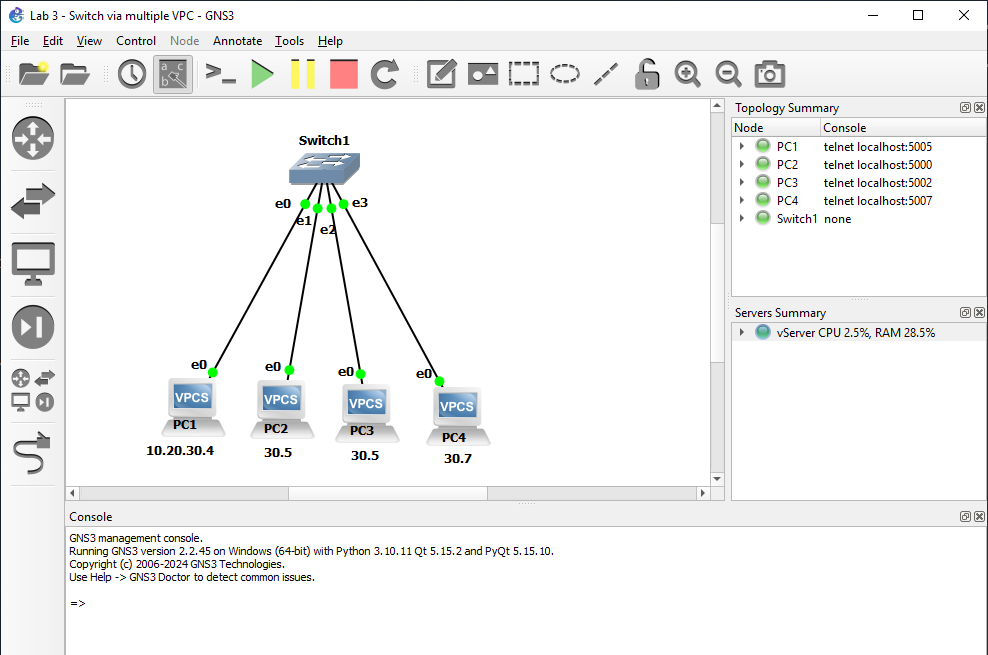 Lab 3 - Switch via multiple VPC - GNS3
File Edit View Control Node Annotate Tools Help
Topology Summary
Node Console
PC1 telnet localhost:5005
PC2 telnet localhost:5000
PC3 telnet localhost:5002
PC4 telnet localhost:5007
Switch1 none
Servers Summary
vServer CPU 2.5%, RAM 28.5%
Switch1
e0 e3
e1
e2
e0 e0 e0 e0
VPCS VPCS VPCS VPCS
PC1 PC2 PC3 PC4
10.20.30.4 30.5 30.5 30.7
Console
GNS3 management console.
Running GNS3 version 2.2.45 on Windows (64-bit) with Python 3.10.11 Qt 5.15.2 and PyQt 5.15.10.
Copyright (c) 2006-2024 GNS3 Technologies.
Use Help -> GNS3 Doctor to detect common issues.
=>